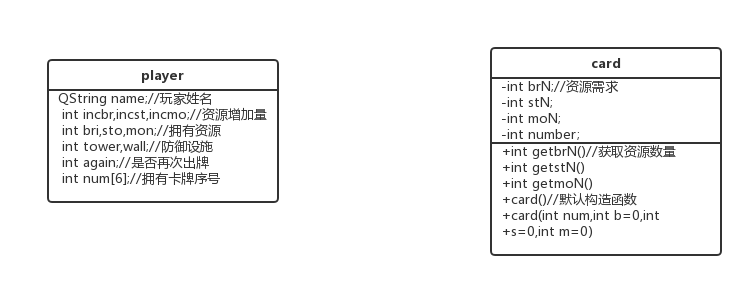 player
QString name;//玩家姓名
int incbr,incst,incmo;//资源增加量
int bri,sto,mon;//拥有资源
int tower,wall;//防御设施
int again;//是否再次出牌
int num[6];//拥有卡牌序号
card
-int brN;//资源需求
-int stN;
-int moN;
-int number;
+int getbrN()//获取资源数量
+int getstN()
+int getmoN()
+card()//默认构造函数
+card(int num,int b=0,int
+s=0,int m=0)